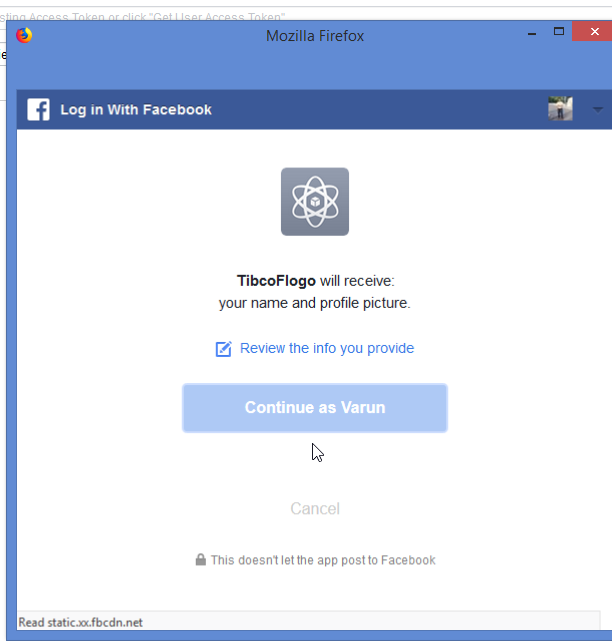 sting Access Token or click "Get User Access Token"
Mozilla Firefox
Log in With Facebook
TibcoFlogo will receive:
your name and profile picture.
Review the info you provide
Continue as Varun
Cancel
This doesn't let the app post to Facebook
Read static.xx.fbcdn.net